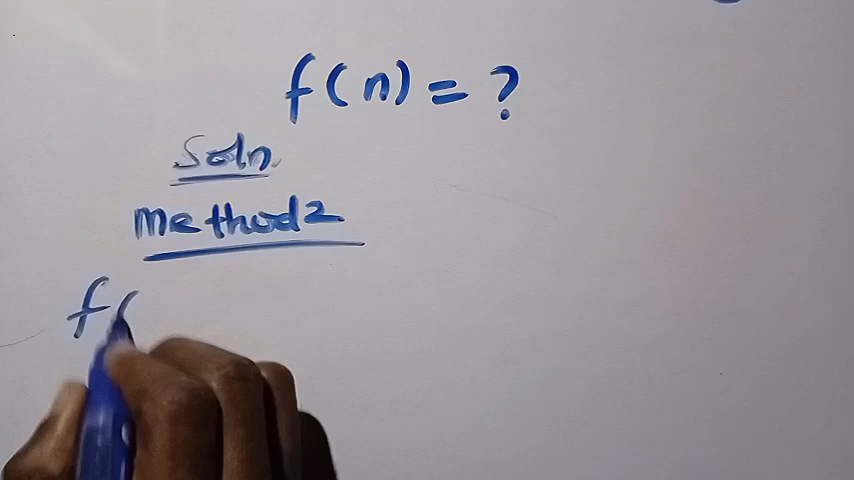 f(n) = ?
Soln
Method2
f(